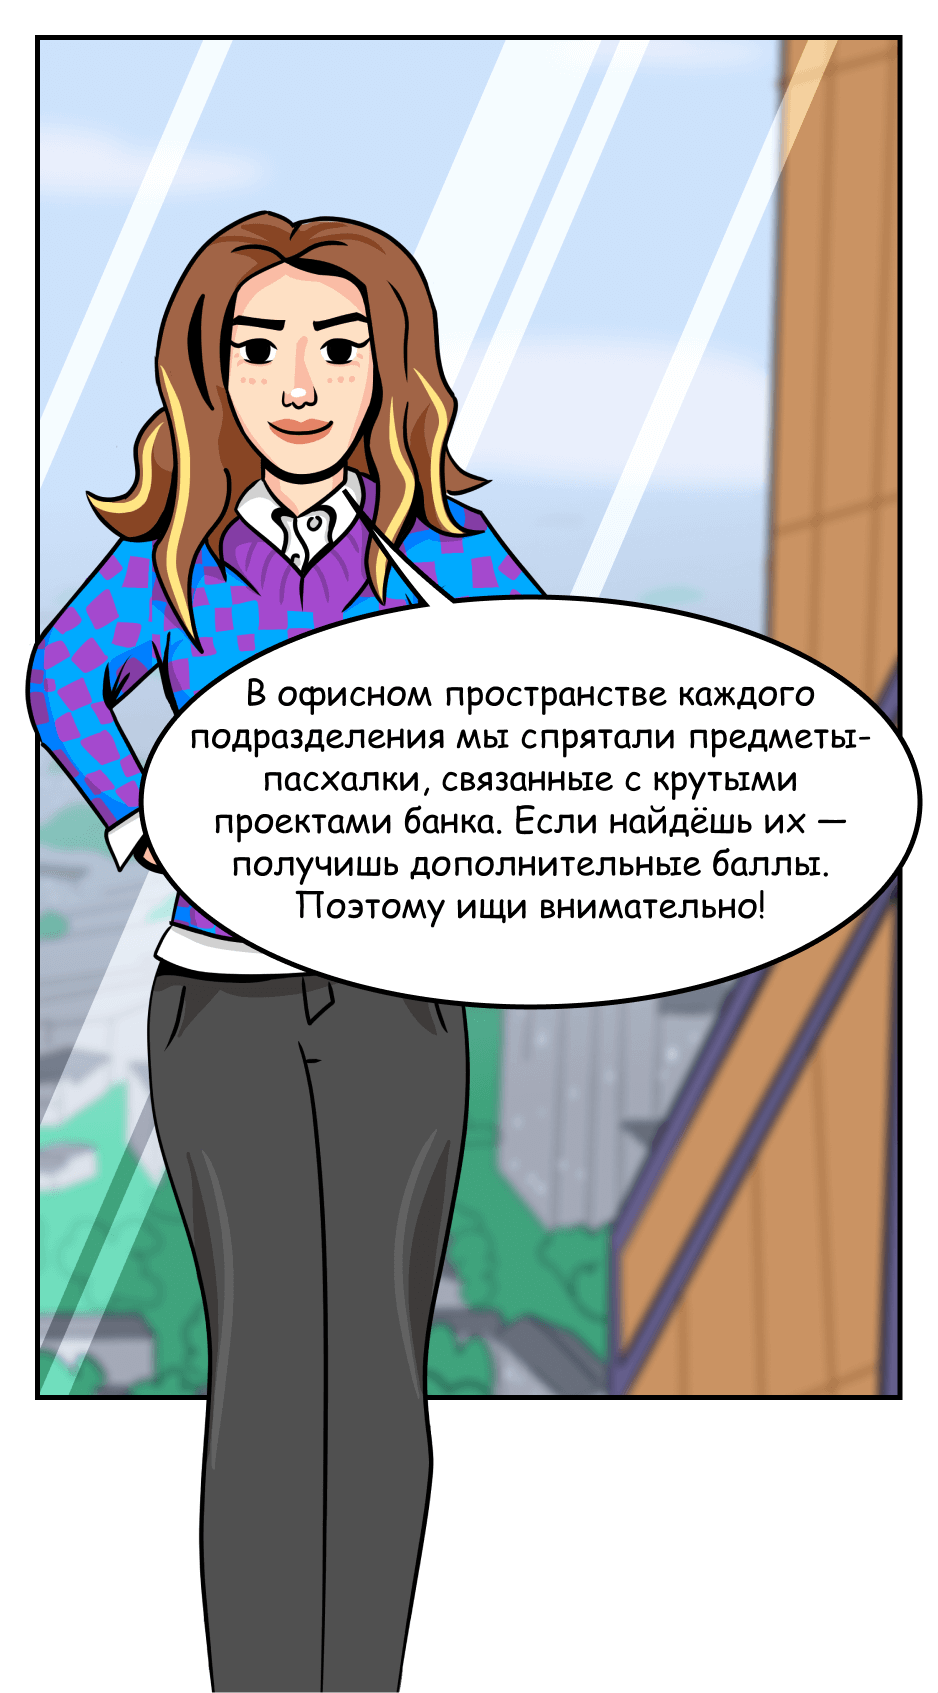 В офисном пространстве каждого
подразделения мы спрятали предметы-
пасхалки, связанные с крутыми
проектами банка. Если найдёшь их —
получишь дополнительные баллы.
Поэтому ищи внимательно!